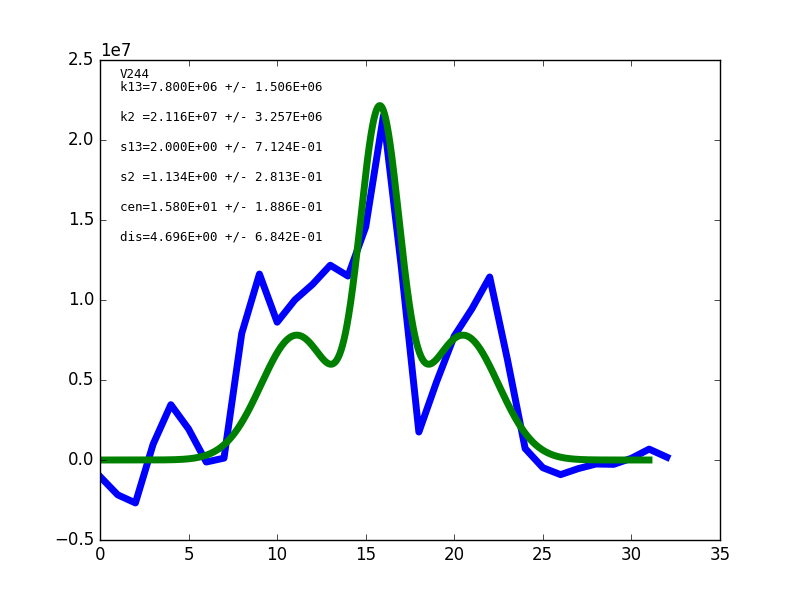 1e7
2.5
V244
k13=7.800E+06 +/- 1.506E+06
k2 =2.116E+07 +/- 3.257E+06
2.0
s13=2.000E+00 +/- 7.124E-01
s2 =1.134E+00 +/- 2.813E-01
cen=1.580E+01 +/- 1.886E-01
1.5
dis=4.696E+00 +/- 6.842E-01
1.0
0.5
0.0
−0.5
0 5 10 15 20 25 30 35